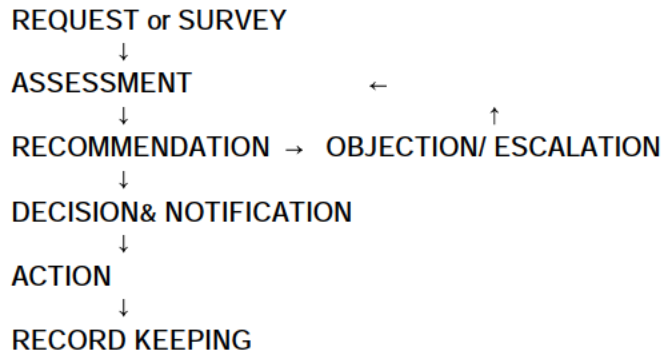 REQUEST or SURVEY
↓
ASSESSMENT ←
↓ ↑
RECOMMENDATION → OBJECTION/ ESCALATION
↓
DECISION& NOTIFICATION
↓
ACTION
↓
RECORD KEEPING